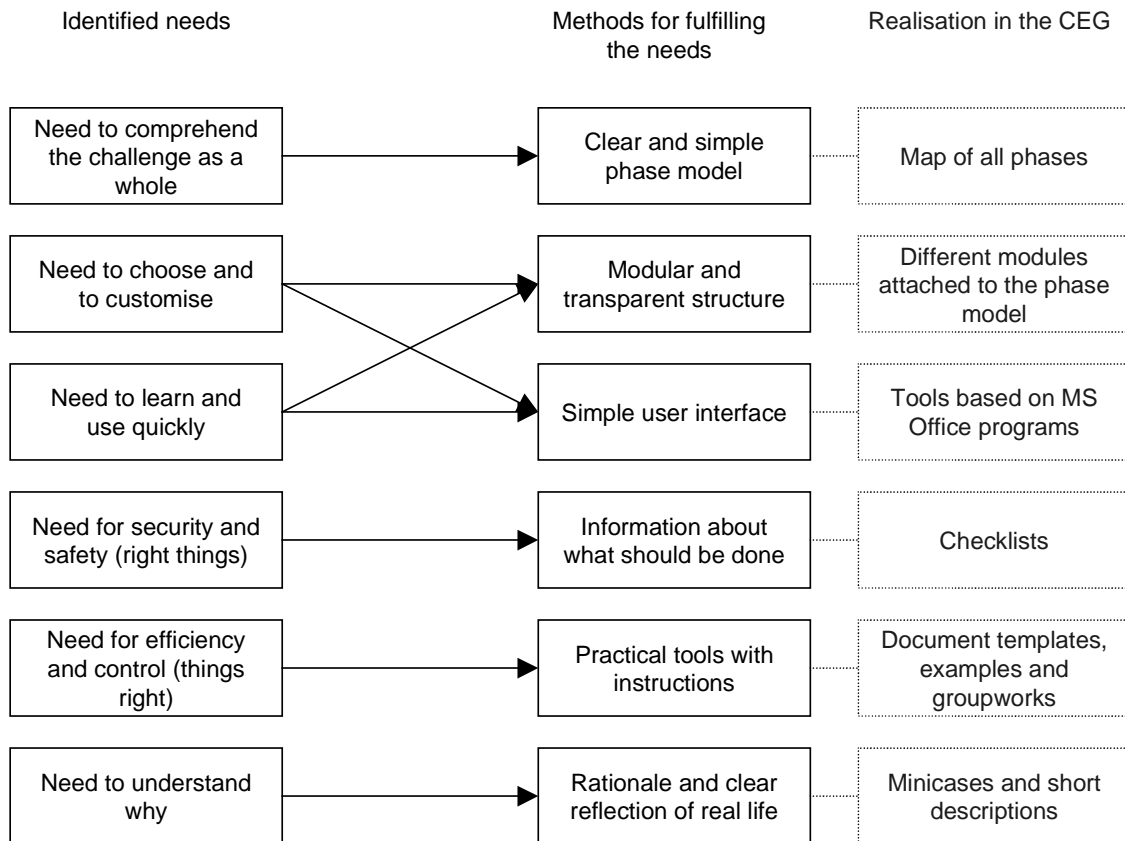 Identified needs
Methods for fulfilling
the needs
Realisation in the CEG
Need to comprehend
the challenge as a
whole
Clear and simple
phase model
Map of all phases
Need to choose and
to customise
Modular and
transparent structure
Different modules
attached to the phase
model
Need to learn and
use quickly
Simple user interface
Tools based on MS
Office programs
Need for security and
safety (right things)
Information about
what should be done
Checklists
Need for efficiency
and control (things
right)
Practical tools with
instructions
Document templates,
examples and
groupworks
Need to understand
why
Rationale and clear
reflection of real life
Minicases and short
descriptions